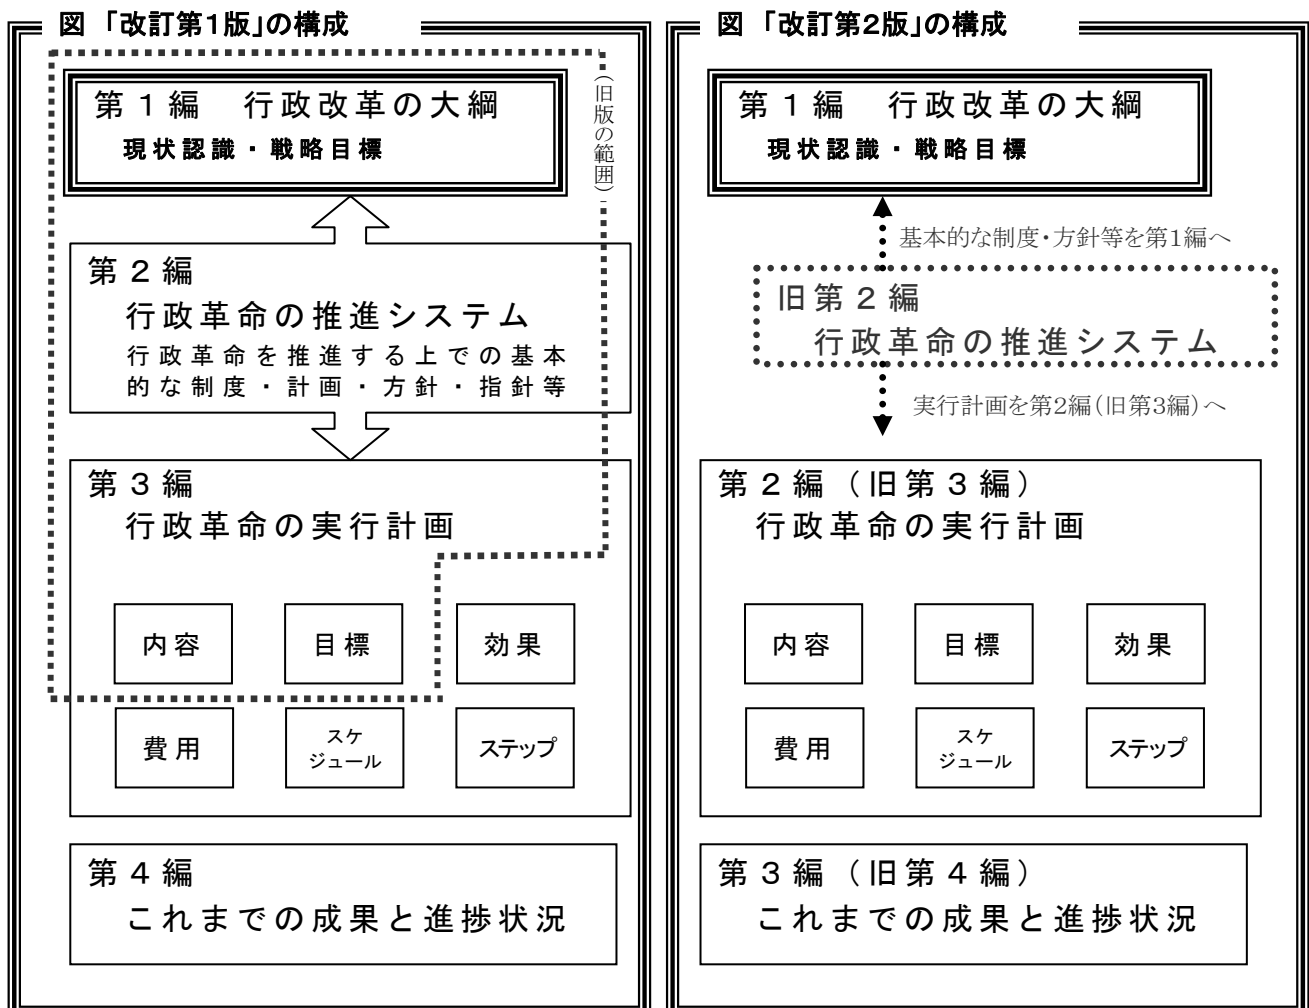 図 「改訂第1版」の構成
第1編 行政改革の大綱
現状認識・戦略目標
(旧版の範囲)
第2編
行政革命の推進システム
行政革命を推進する上での基本
的な制度・計画・方針・指針等
第3編
行政革命の実行計画
内容
目標
効果
費用
スケ
ジュール
ステップ
第4編
これまでの成果と進捗状況
図 「改訂第2版」の構成
第1編 行政改革の大綱
現状認識・戦略目標
基本的な制度・方針等を第1編へ
旧第2編
行政革命の推進システム
実行計画を第2編(旧第3編)へ
第2編(旧第3編)
行政革命の実行計画
内容
目標
効果
費用
スケ
ジュール
ステップ
第3編(旧第4編)
これまでの成果と進捗状況